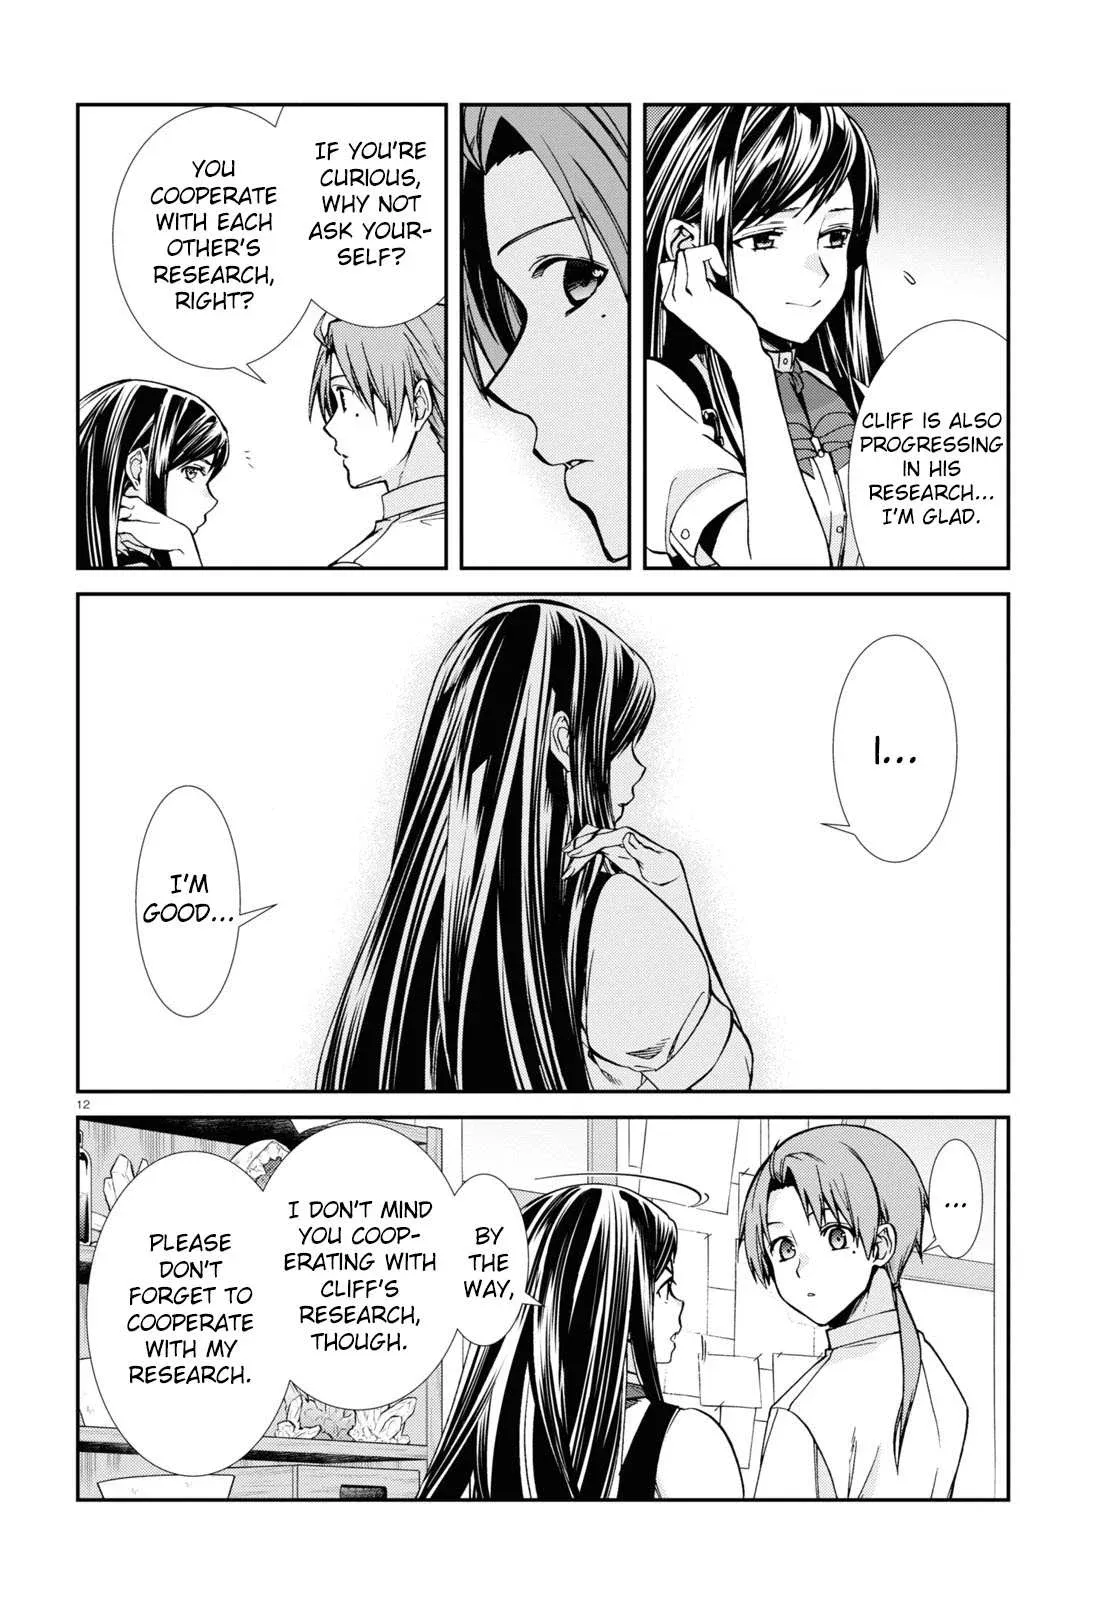 CLIFF IS ALSO
PROGRESSING
IN HIS
RESEARCH...
I'M GLAD.
IF YOU'RE
CURIOUS,
WHY NOT
ASK YOUR-
SELF?
YOU
COOPERATE
WITH EACH
OTHER'S
RESEARCH,
RIGHT?
I...
I'M
GOOD...
12
...
BY
THE
WAY,
I DON'T MIND
YOU COOP-
ERATING WITH
CLIFF'S
RESEARCH,
THOUGH.
PLEASE
DON'T
FORGET TO
COOPERATE
WITH MY
RESEARCH.